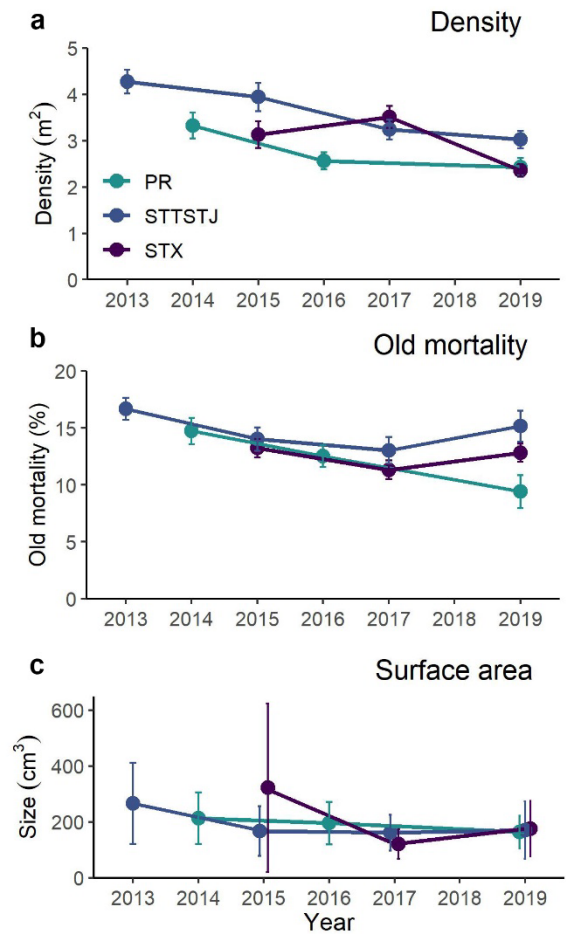 a Density
Density (m²)
5
4
3
2
1
0
PR
STTSTJ
STX
2013 2014 2015 2016 2017 2018 2019
b Old mortality
Old mortality (%)
20
15
10
5
0
2013 2014 2015 2016 2017 2018 2019
c Surface area
Size (cm³)
600
400
200
0
2013 2014 2015 2016 2017 2018 2019
Year